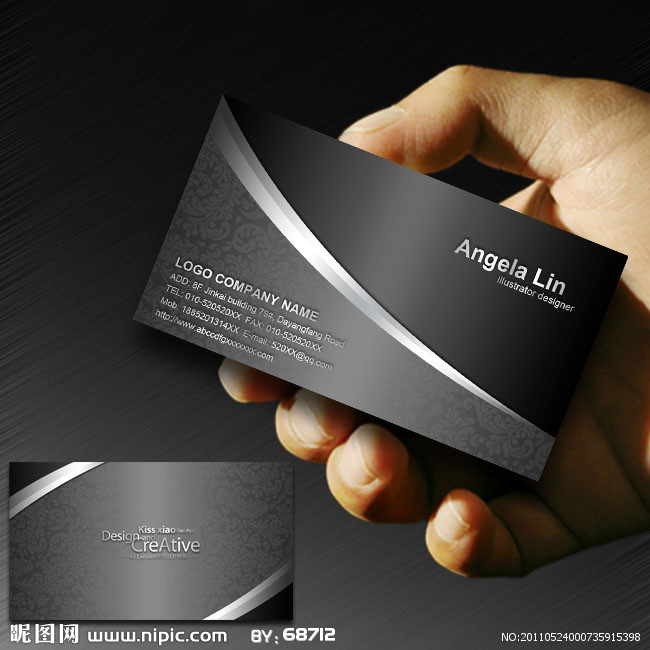 Angela Lin
Illustrator designer
LOGO COMPANY NAME
ADD: 8F Jinkai building 79#, Dayangfang Road
TEL: 010-520520XX FAX: 010-520520XX
Mob: 1885201314XX E-mail: 520XX@qq.com
http://www.abccdfgxxxxxxx.com
Kiss xiao
Design and
CreAtive
昵图网 www.nipic.com BY: 68712
NO:20110524000735915398